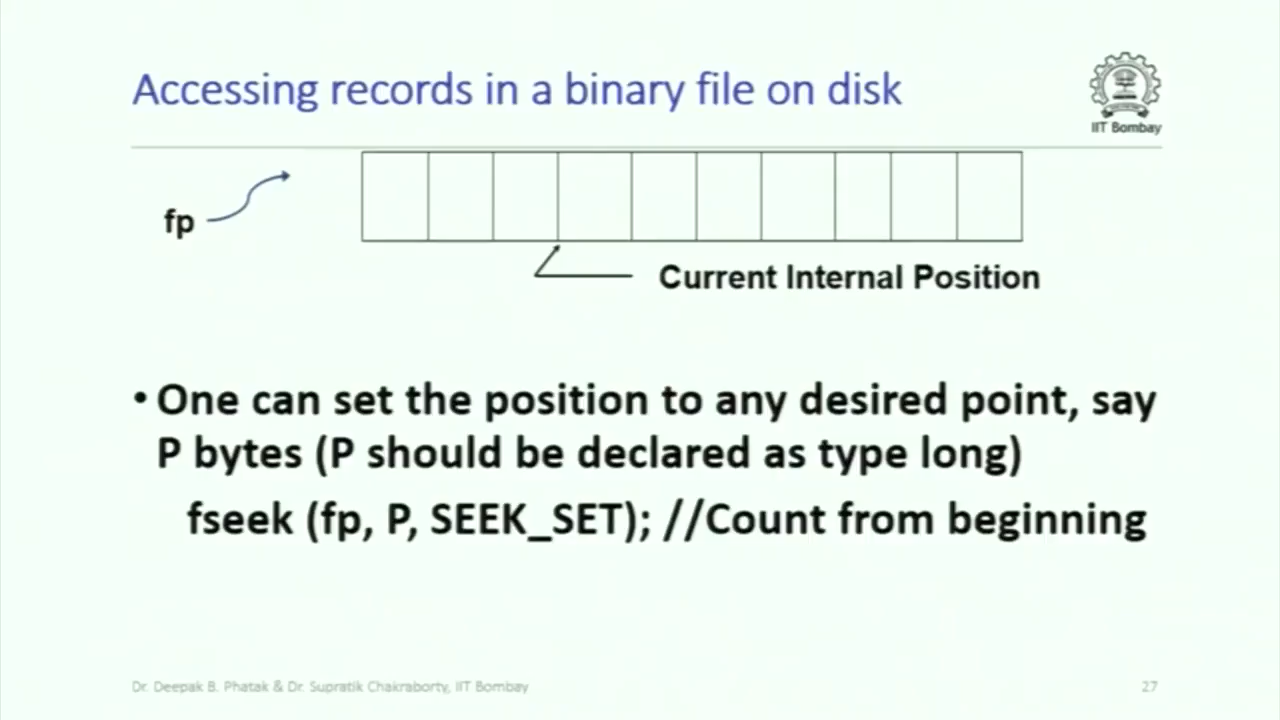 Accessing records in a binary file on disk
IIT Bombay
fp
Current Internal Position
• One can set the position to any desired point, say
P bytes (P should be declared as type long)
fseek (fp, P, SEEK_SET); //Count from beginning
Dr. Deepak B. Phatak & Dr. Supratik Chakraborty, IIT Bombay
27